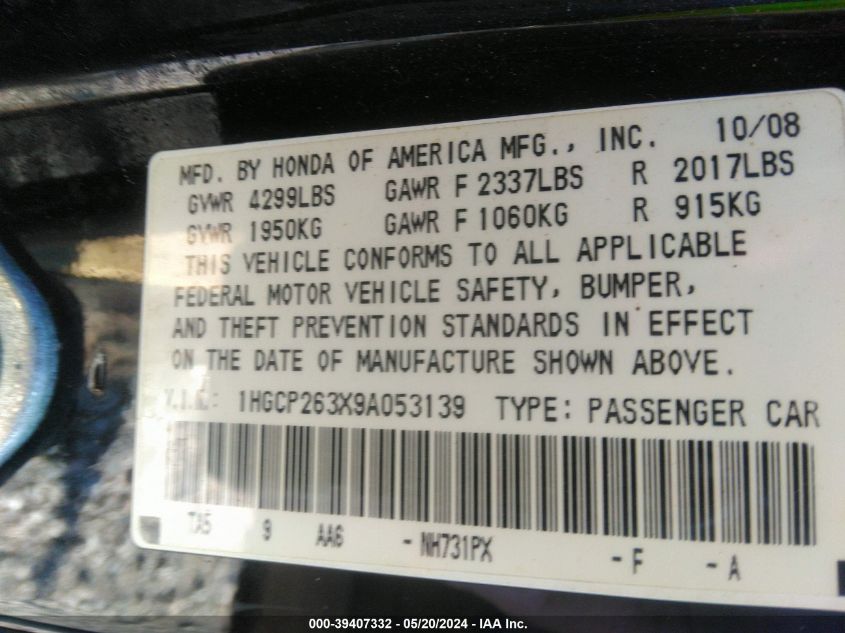 MFD. BY HONDA OF AMERICA MFG., INC. 10/08
GVWR 4299LBS GAWR F 2337LBS R 2017LBS
GVWR 1950KG GAWR F 1060KG R 915KG
THIS VEHICLE CONFORMS TO ALL APPLICABLE
FEDERAL MOTOR VEHICLE SAFETY, BUMPER,
AND THEFT PREVENTION STANDARDS IN EFFECT
ON THE DATE OF MANUFACTURE SHOWN ABOVE.
V.I.N.: 1HGCP263X9A053139 TYPE: PASSENGER CAR
TA5 9 AA6 - NH731PX - F - A
000-39407332 — 05/20/2024 — IAA Inc.